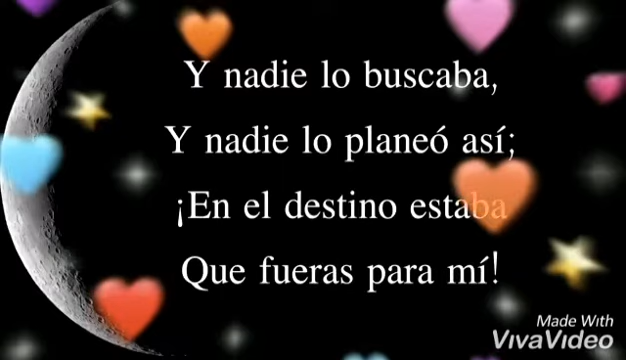 Y nadie lo buscaba,
Y nadie lo planeó así;
¡En el destino estaba
Que fueras para mí!
Made With
VivaVideo